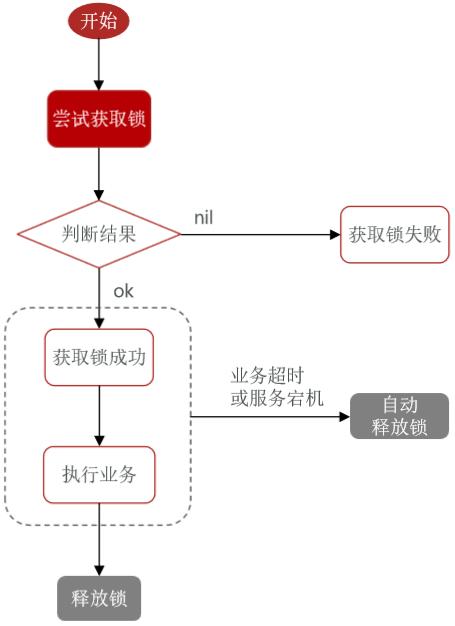 开始
尝试获取锁
判断结果
nil
获取锁失败
ok
获取锁成功
业务超时
或服务宕机
自动
释放锁
执行业务
释放锁